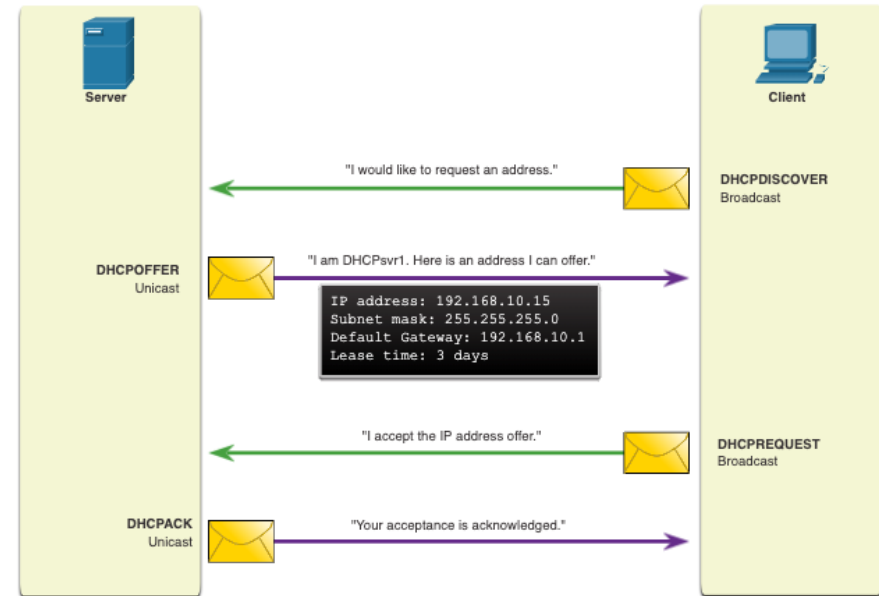 Server
Client
"I would like to request an address."
DHCPDISCOVER
Broadcast
"I am DHCPsvr1. Here is an address I can offer."
DHCPOFFER
Unicast
IP address: 192.168.10.15
Subnet mask: 255.255.255.0
Default Gateway: 192.168.10.1
Lease time: 3 days
"I accept the IP address offer."
DHCPREQUEST
Broadcast
DHCPACK
Unicast
"Your acceptance is acknowledged."